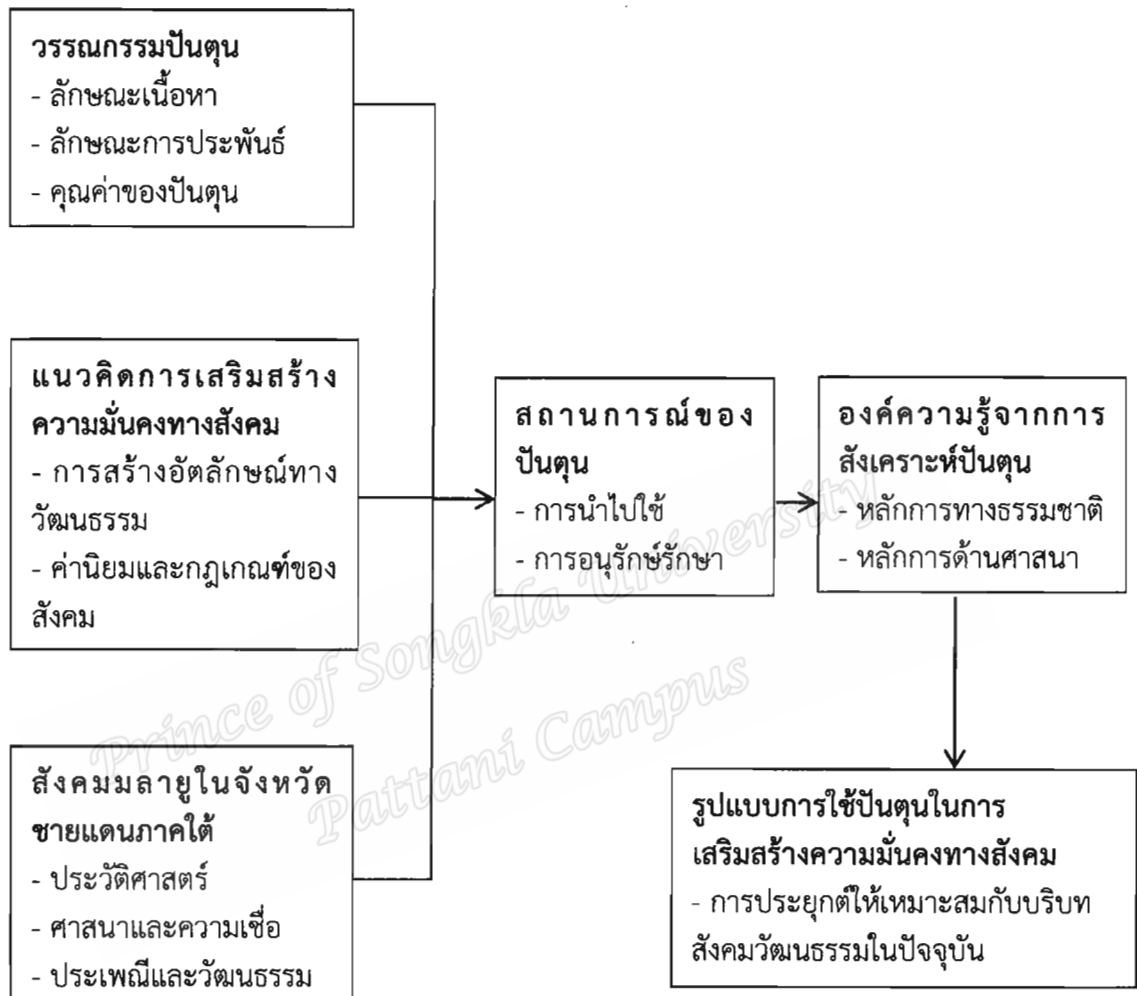 วรรณกรรมปันตุน
- ลักษณะเนื้อหา
- ลักษณะการประพันธ์
- คุณค่าของปันตุน
แนวคิดการเสริมสร้าง
ความมั่นคงทางสังคม
- การสร้างอัตลักษณ์ทาง
วัฒนธรรม
- ค่านิยมและกฎเกณฑ์ของ
สังคม
สังคมมลายูในจังหวัด
ชายแดนภาคใต้
- ประวัติศาสตร์
- ศาสนาและความเชื่อ
- ประเพณีและวัฒนธรรม
สถานการณ์ของ
ปันตุน
- การนำไปใช้
- การอนุรักษ์รักษา
องค์ความรู้จากการ
สังเคราะห์ปันตุน
- หลักการทางธรรมชาติ
- หลักการด้านศาสนา
รูปแบบการใช้ปันตุนในการ
เสริมสร้างความมั่นคงทางสังคม
- การประยุกต์ให้เหมาะสมกับบริบท
สังคมวัฒนธรรมในปัจจุบัน
Prince of Songkla University
Pattani Campus